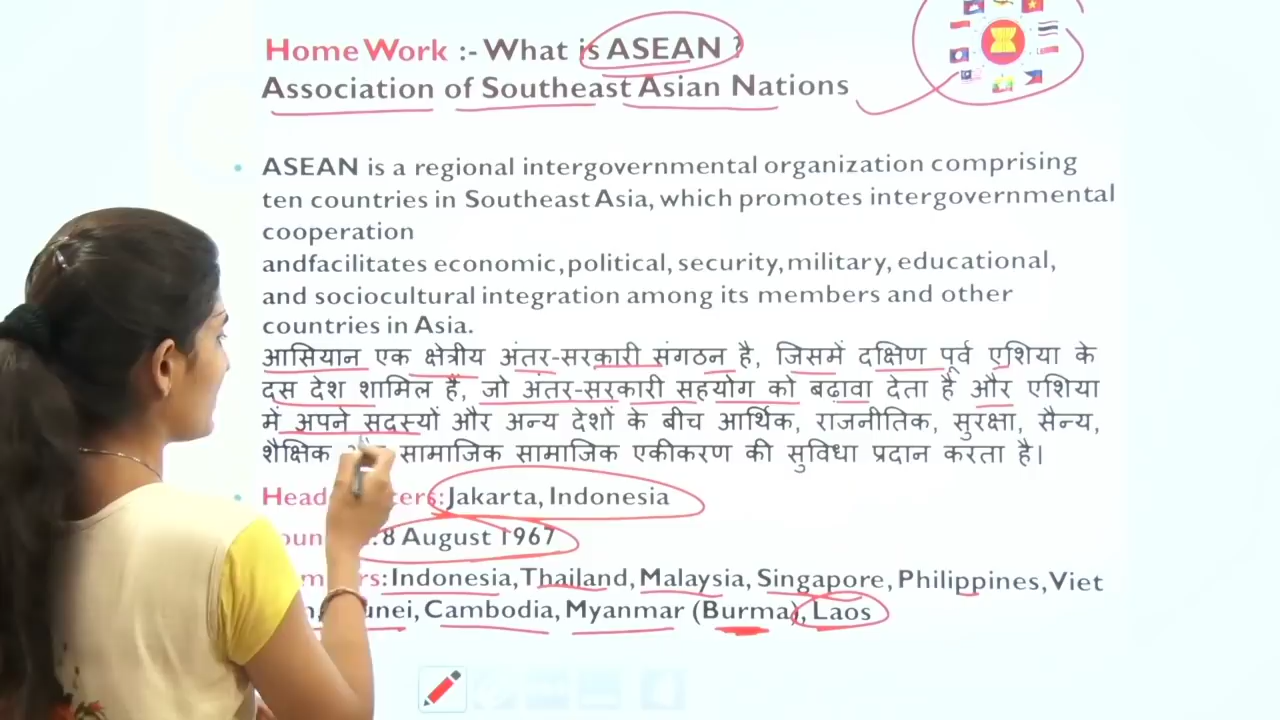 Home Work :- What is ASEAN ?
Association of Southeast Asian Nations
ASEAN is a regional intergovernmental organization comprising
ten countries in Southeast Asia, which promotes intergovernmental
cooperation
andfacilitates economic, political, security, military, educational,
and sociocultural integration among its members and other
countries in Asia.
आसियान एक क्षेत्रीय अंतर-सरकारी संगठन है, जिसमें दक्षिण पूर्व एशिया के
दस देश शामिल हैं, जो अंतर-सरकारी सहयोग को बढ़ावा देता है और एशिया
में अपने सदस्यों और अन्य देशों के बीच आर्थिक, राजनीतिक, सुरक्षा, सैन्य,
शैक्षिक सामाजिक सामाजिक एकीकरण की सुविधा प्रदान करता है।
Jakarta, Indonesia
8 August 1967
Indonesia, Thailand, Malaysia, Singapore, Philippines, Viet
Cambodia, Myanmar (Burma), Laos